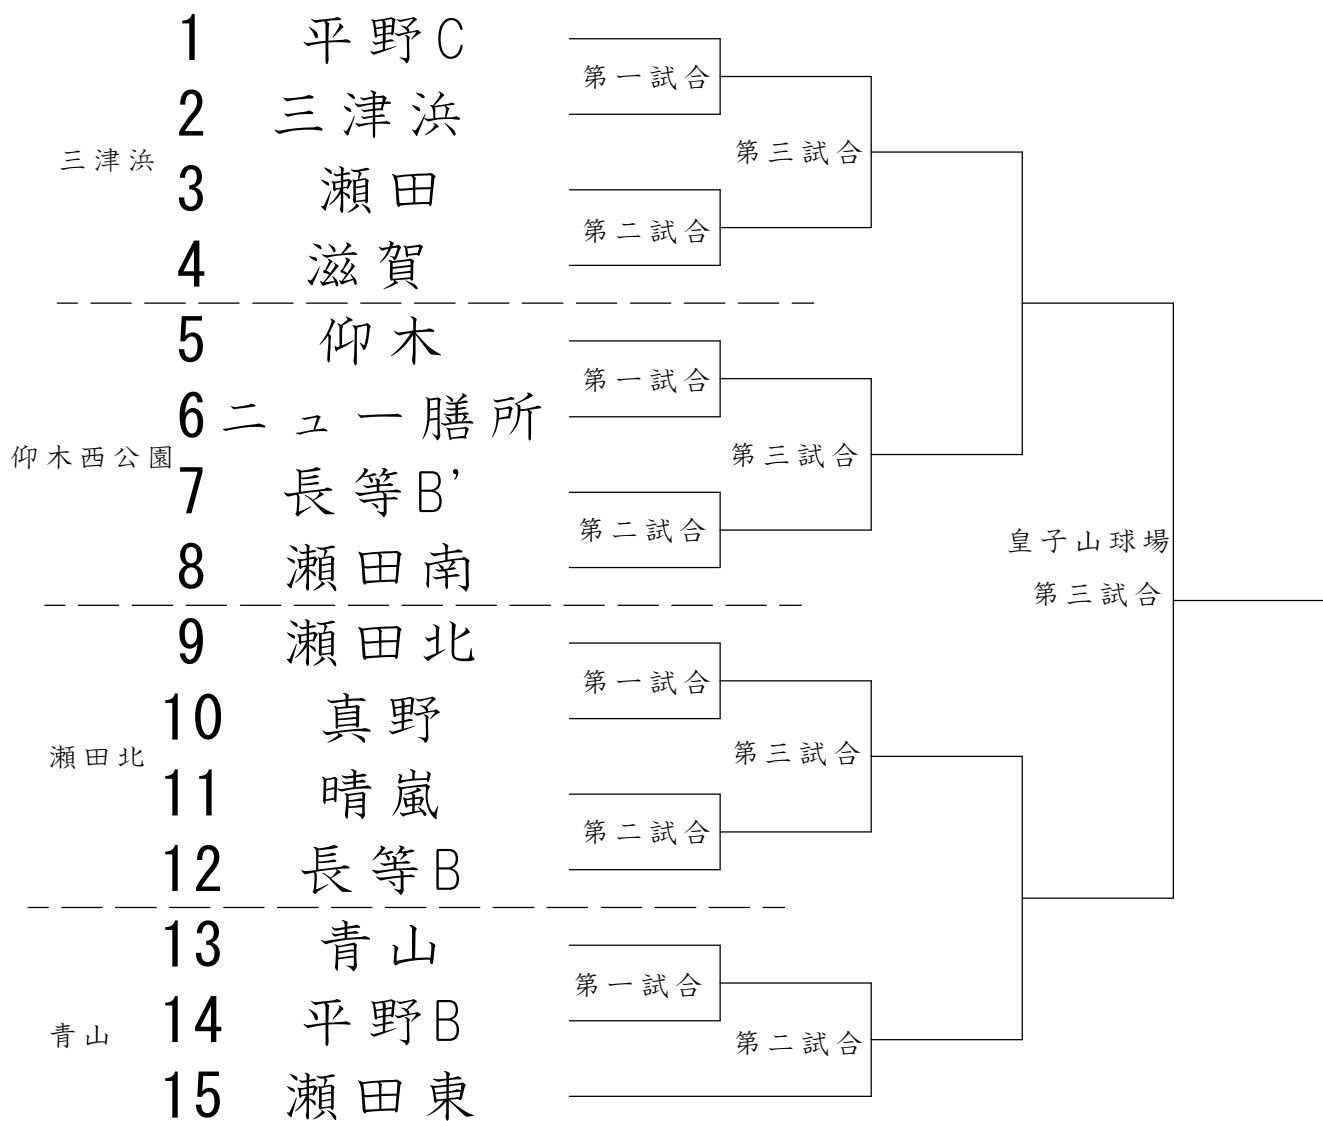 1 平野C
第一試合
2 三津浜
三津浜
第三試合
3 瀬田
第二試合
4 滋賀
5 仰木
第一試合
6 ニュー膳所
仰木西公園
第三試合
7 長等B’
第二試合
8 瀬田南
皇子山球場
第三試合
9 瀬田北
第一試合
10 真野
瀬田北
第三試合
11 晴嵐
第二試合
12 長等B
13 青山
第一試合
14 平野B
青山
第二試合
15 瀬田東